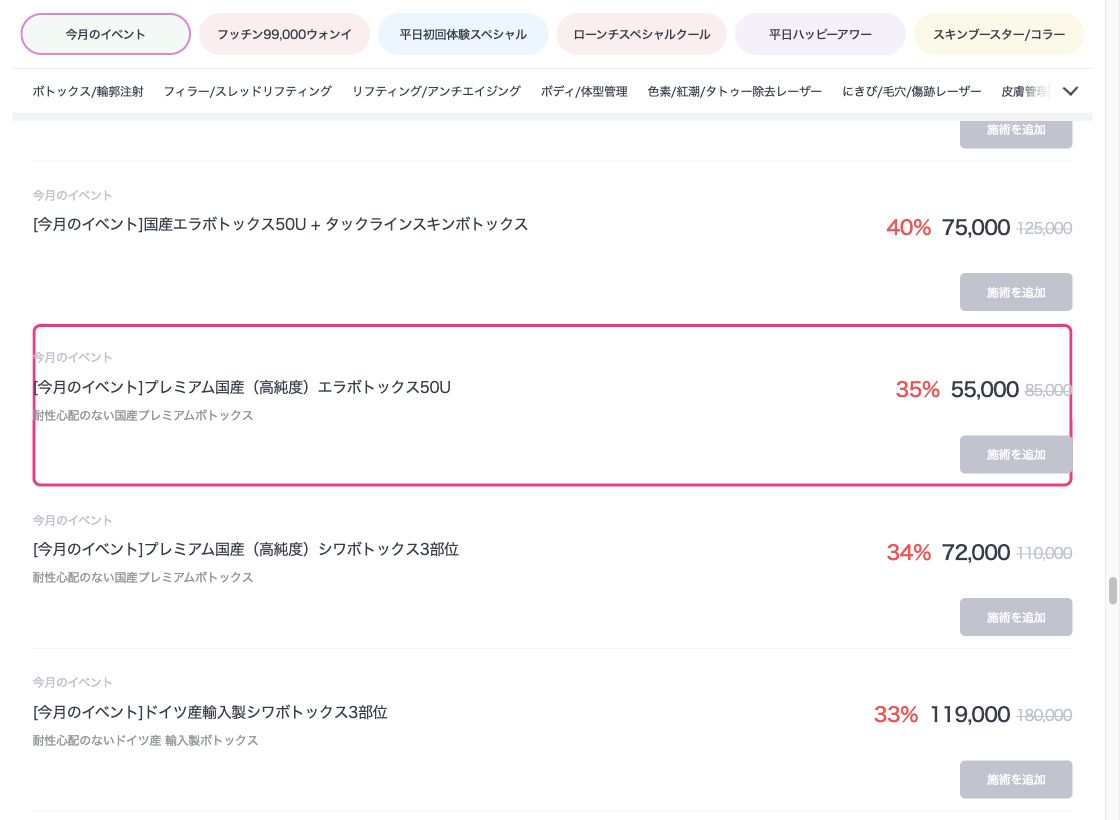 今月のイベント
フッチン99,000ウォンイ
平日初回体験スペシャル
ローンチスペシャルクール
平日ハッピーアワー
スキンブースター/コラー
ボトックス/輪郭注射
フィラー/スレッドリフティング
リフティング/アンチエイジング
ボディ/体型管理
色素/紅潮/タトゥー除去レーザー
にきび/毛穴/傷跡レーザー
皮膚管理
施術を追加
今月のイベント
[今月のイベント]国産エラボトックス50U + タックラインスキンボトックス
40% 75,000 125,000
施術を追加
今月のイベント
[今月のイベント]プレミアム国産（高純度）エラボトックス50U
35% 55,000 85,000
耐性心配のない国産プレミアムボトックス
施術を追加
今月のイベント
[今月のイベント]プレミアム国産（高純度）シワボトックス3部位
34% 72,000 110,000
耐性心配のない国産プレミアムボトックス
施術を追加
今月のイベント
[今月のイベント]ドイツ産輸入製シワボトックス3部位
33% 119,000 180,000
耐性心配のないドイツ産 輸入製ボトックス
施術を追加